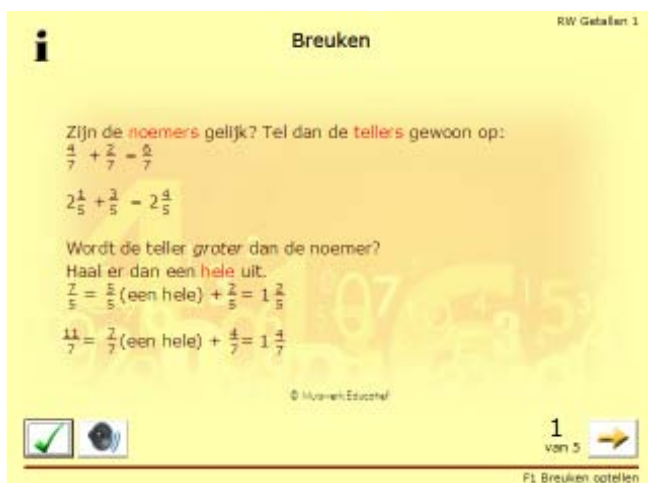 RW Getallen 1
i
Breuken
Zijn de noemers gelijk? Tel dan de tellers gewoon op:
4/7 + 2/7 = 6/7
2 1/5 + 3/5 = 2 4/5
Wordt de teller groter dan de noemer?
Haal er dan een hele uit.
7/5 = 5/5 (een hele) + 2/5 = 1 2/5
11/7 = 7/7 (een hele) + 4/7 = 1 4/7
© Muiswerk Educatief
1
van 5
F1 Breuken optellen